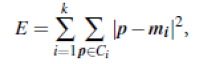 E = \sum_{i=1}^{k} \sum_{p \in C_i} |p - m_i|^2,